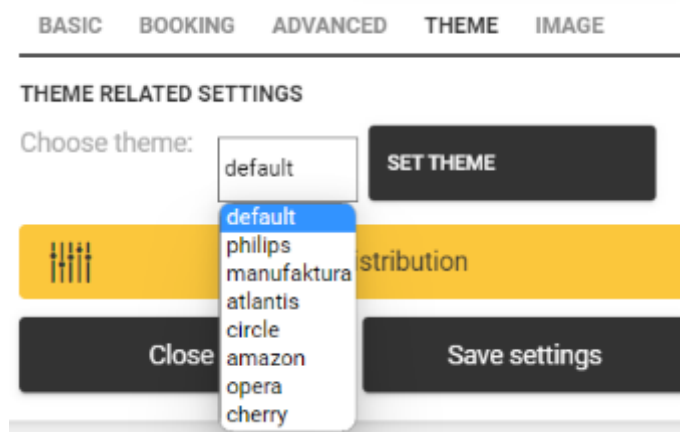 BASIC BOOKING ADVANCED THEME IMAGE
THEME RELATED SETTINGS
Choose theme: default SET THEME
default
philips
manufaktura
atlantis
circle
amazon
opera
cherry
Close Save settings